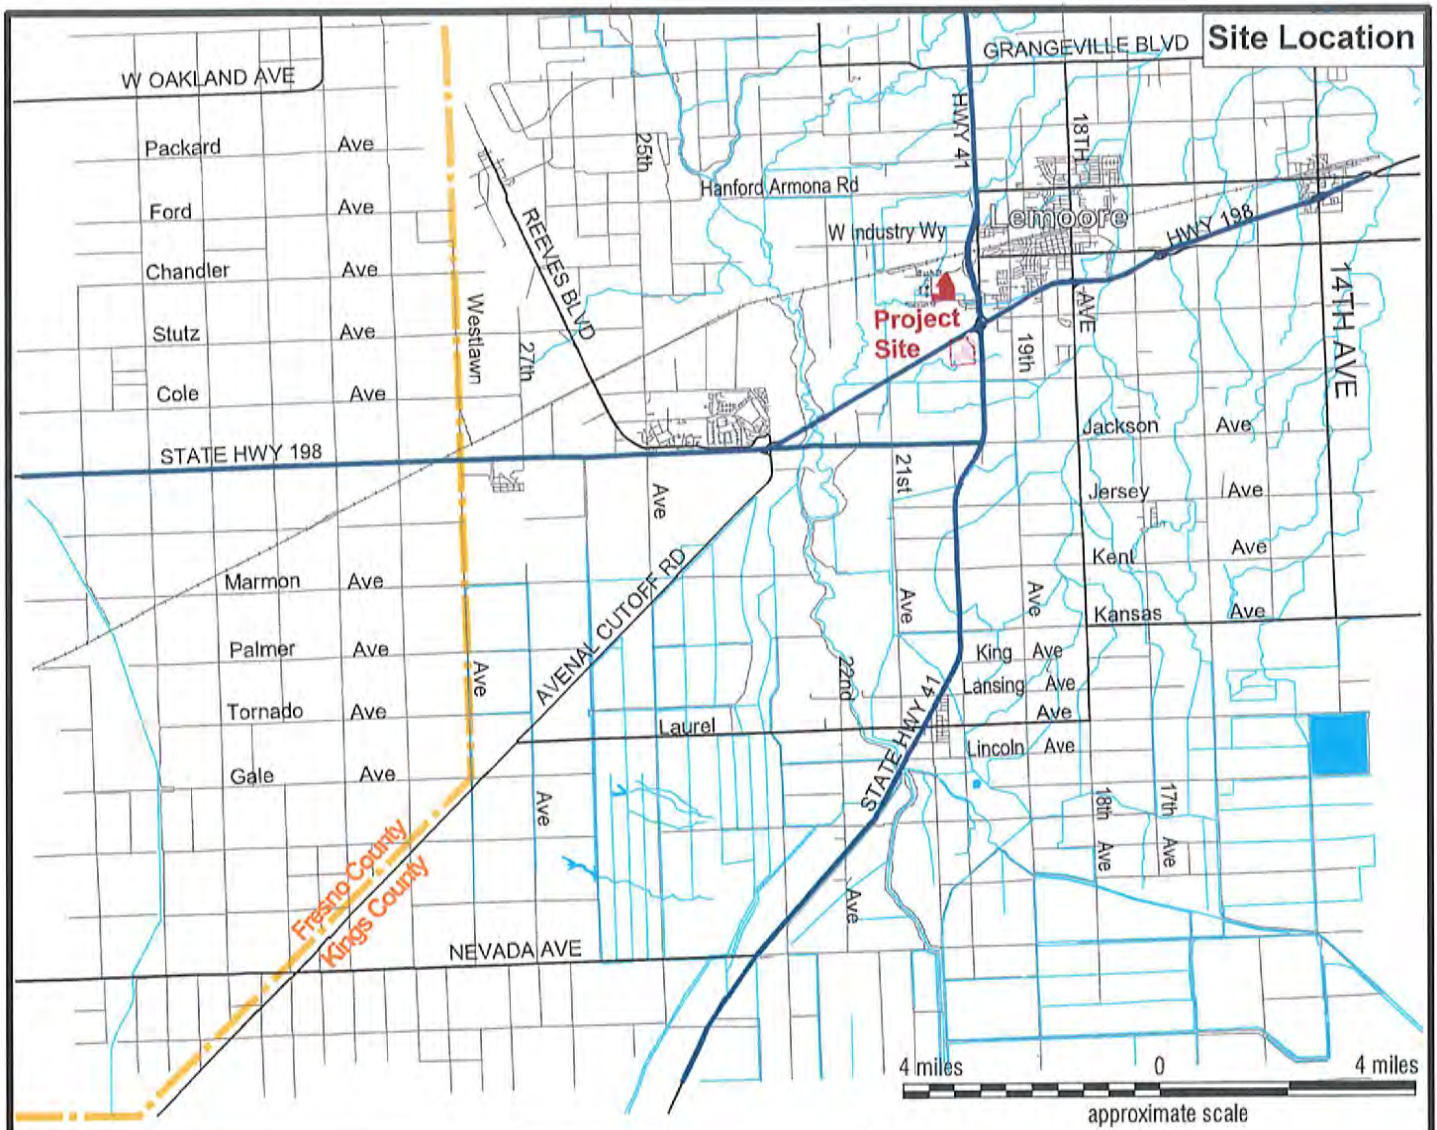 Site Location
GRANGEVILLE BLVD
W OAKLAND AVE
HWY 41
18TH
25th
Packard Ave
Hanford Armona Rd
Ford Ave
Lemoore
HWY 198
W Industry Wy
REEVES BLVD
Chandler Ave
14TH AVE
Westlawn
AVE
Project
Site
Stutz Ave
27th
19th
Cole Ave
Jackson Ave
STATE HWY 198
21st
Ave
Jersey Ave
Kent Ave
Marmon Ave
AVENAL CUTOFF RD
Ave
Ave
Kansas Ave
Palmer Ave
King Ave
Ave
22nd
Lansing Ave
Tornado Ave
STATE HWY 41
Laurel
Ave
Lincoln Ave
Gale Ave
Ave
18th
17th
Fresno County
Kings County
Ave
Ave
Ave
NEVADA AVE
4 miles 0 4 miles
approximate scale